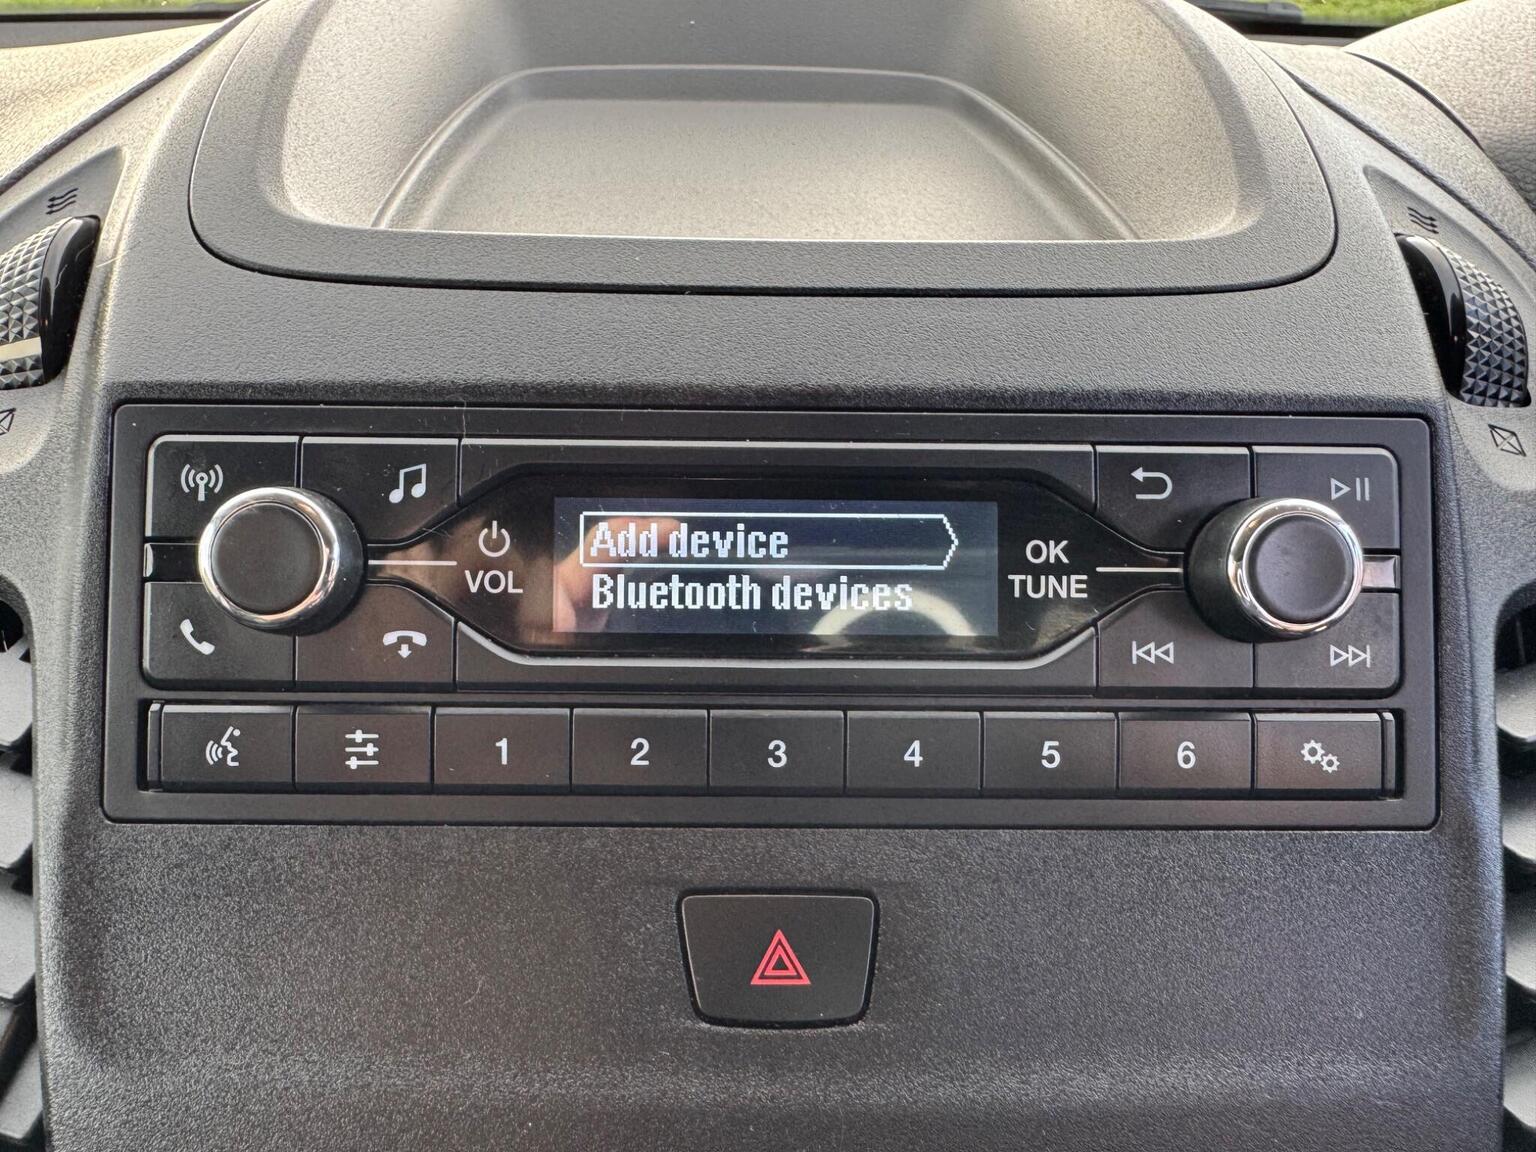 Add device
Bluetooth devices
VOL
OK
TUNE
1 2 3 4 5 6